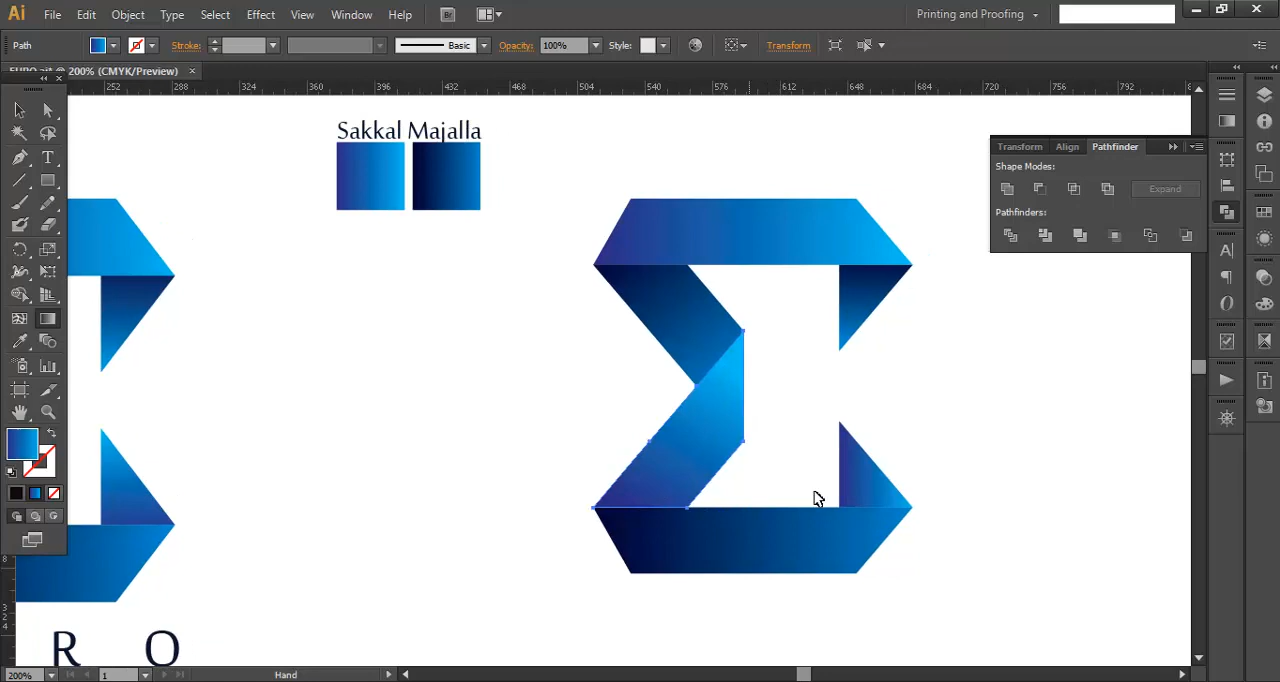 Ai File Edit Object Type Select Effect View Window Help Br Printing and Proofing
Path Stroke: Basic Opacity: 100% Style: Transform
@ 200% (CMYK/Preview) ×
252 288 360 396 432 468 504 540 576 612 648 684 720 756 792
Sakkal Majalla
Transform Align Pathfinder
Shape Modes:
Expand
Pathfinders:
R O
200% 1 Hand